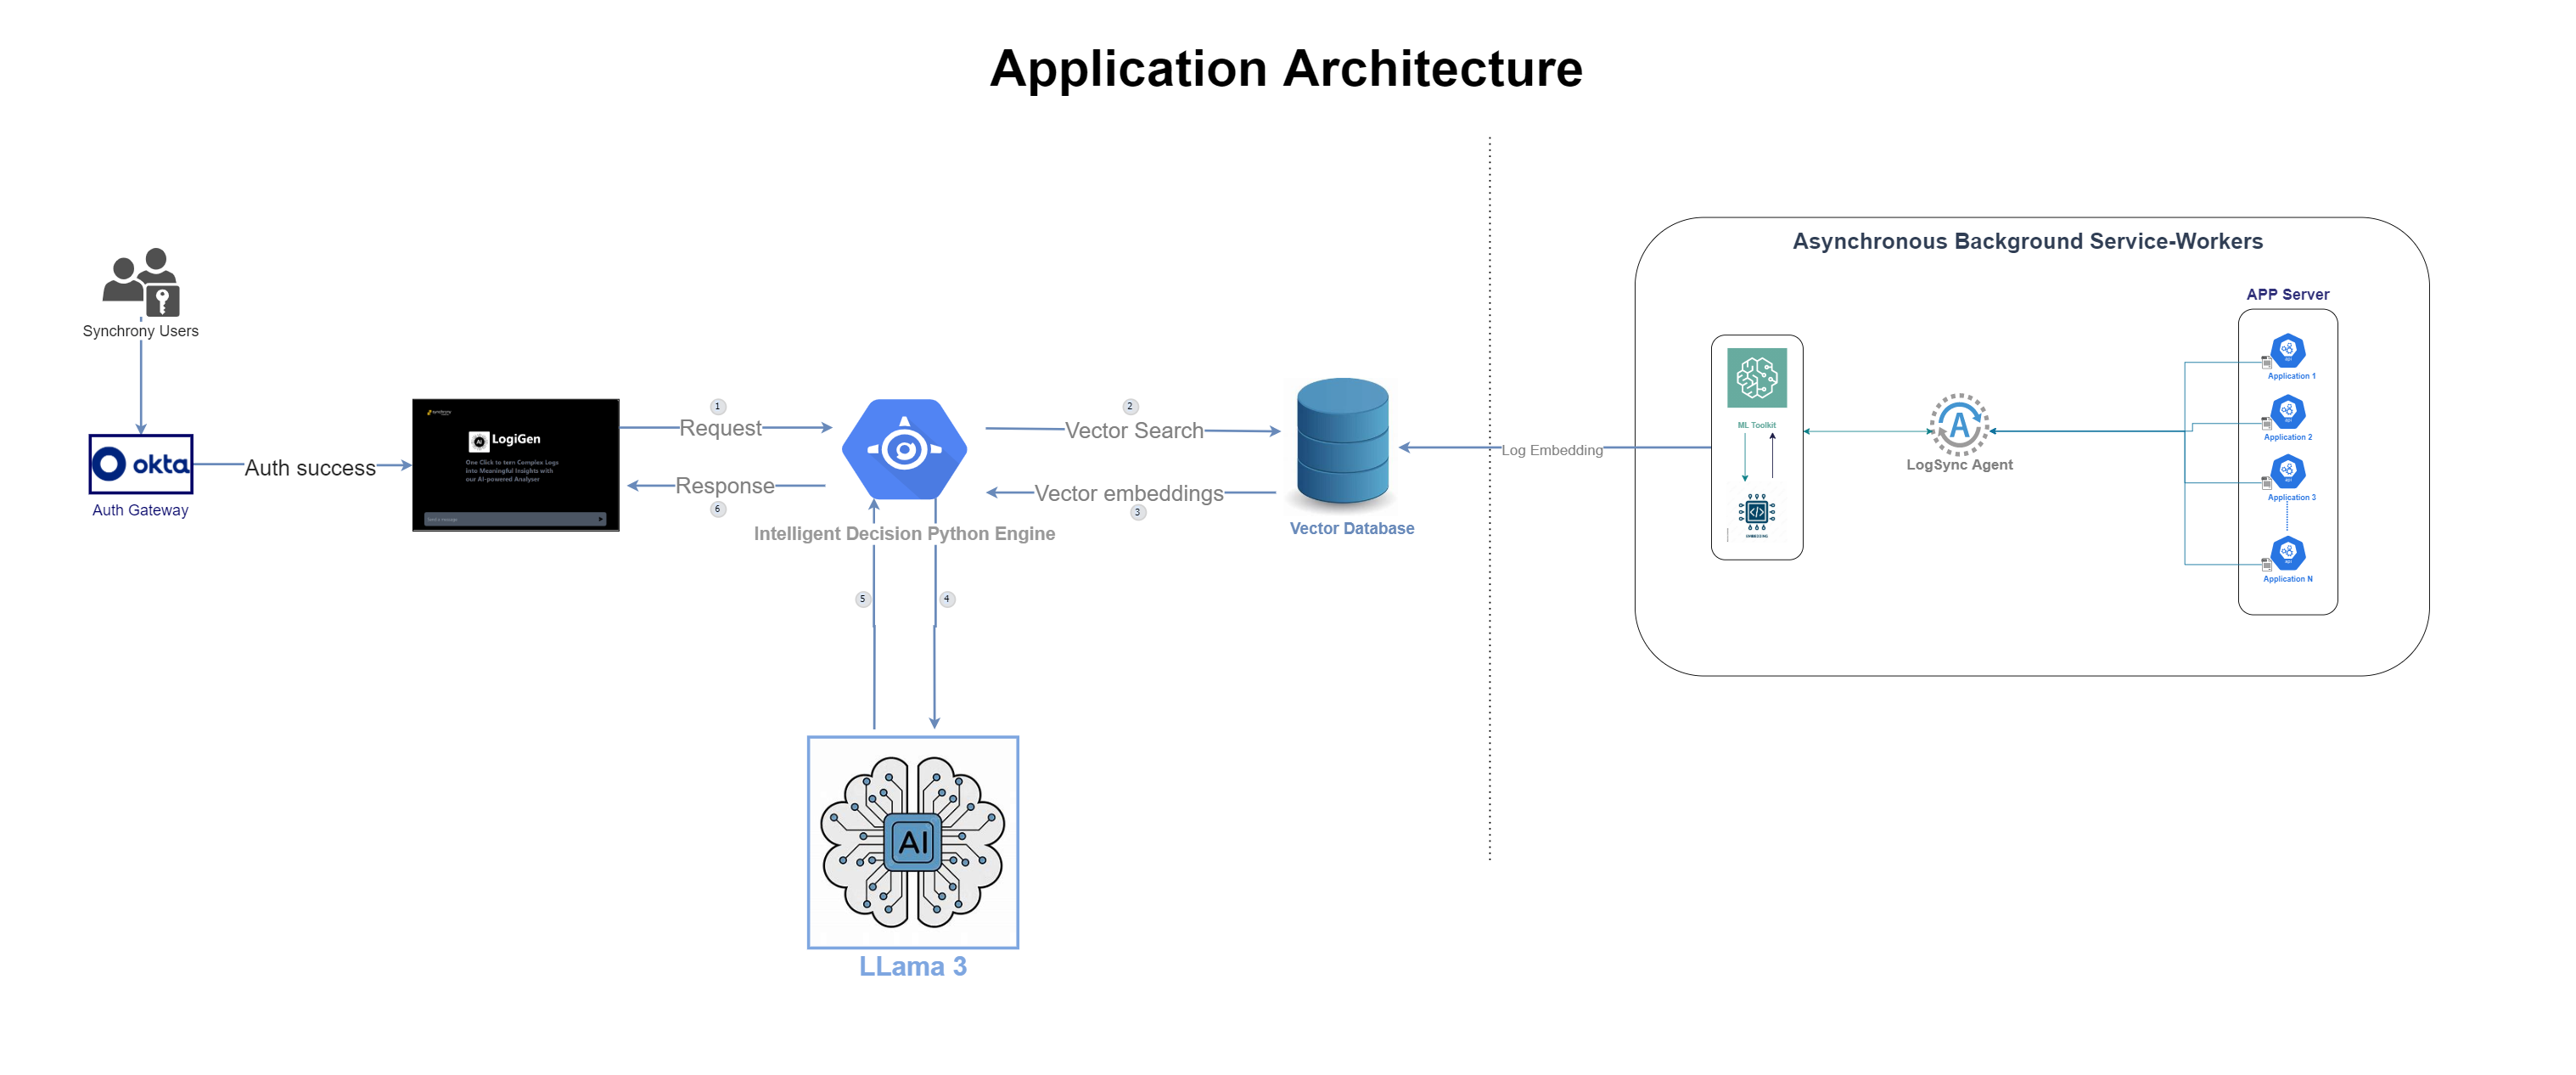 Application Architecture
Synchrony Users
okta
Auth Gateway
Auth success
synchrony
LogiGen
One Click to turn Complex Logs
into Meaningful Insights with
our AI-powered Analyser
Send a message
1
Request
Response
6
Intelligent Decision Python Engine
2
Vector Search
Vector embeddings
3
Vector Database
5
4
AI
LLama 3
Log Embedding
Asynchronous Background Service-Workers
ML Toolkit
EMBEDDING
A
LogSync Agent
APP Server
Application 1
Application 2
Application 3
Application N